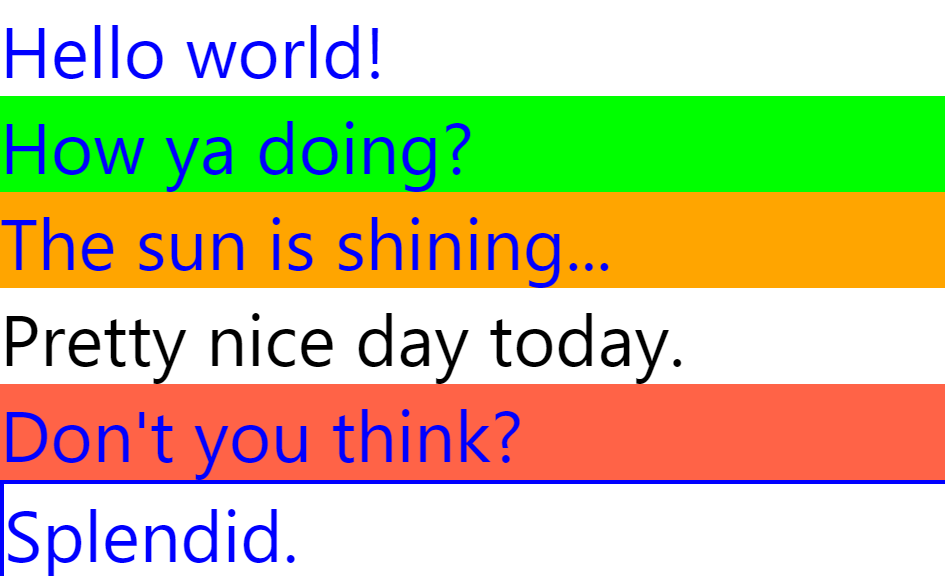 Hello world!
How ya doing?
The sun is shining...
Pretty nice day today.
Don't you think?
Splendid.